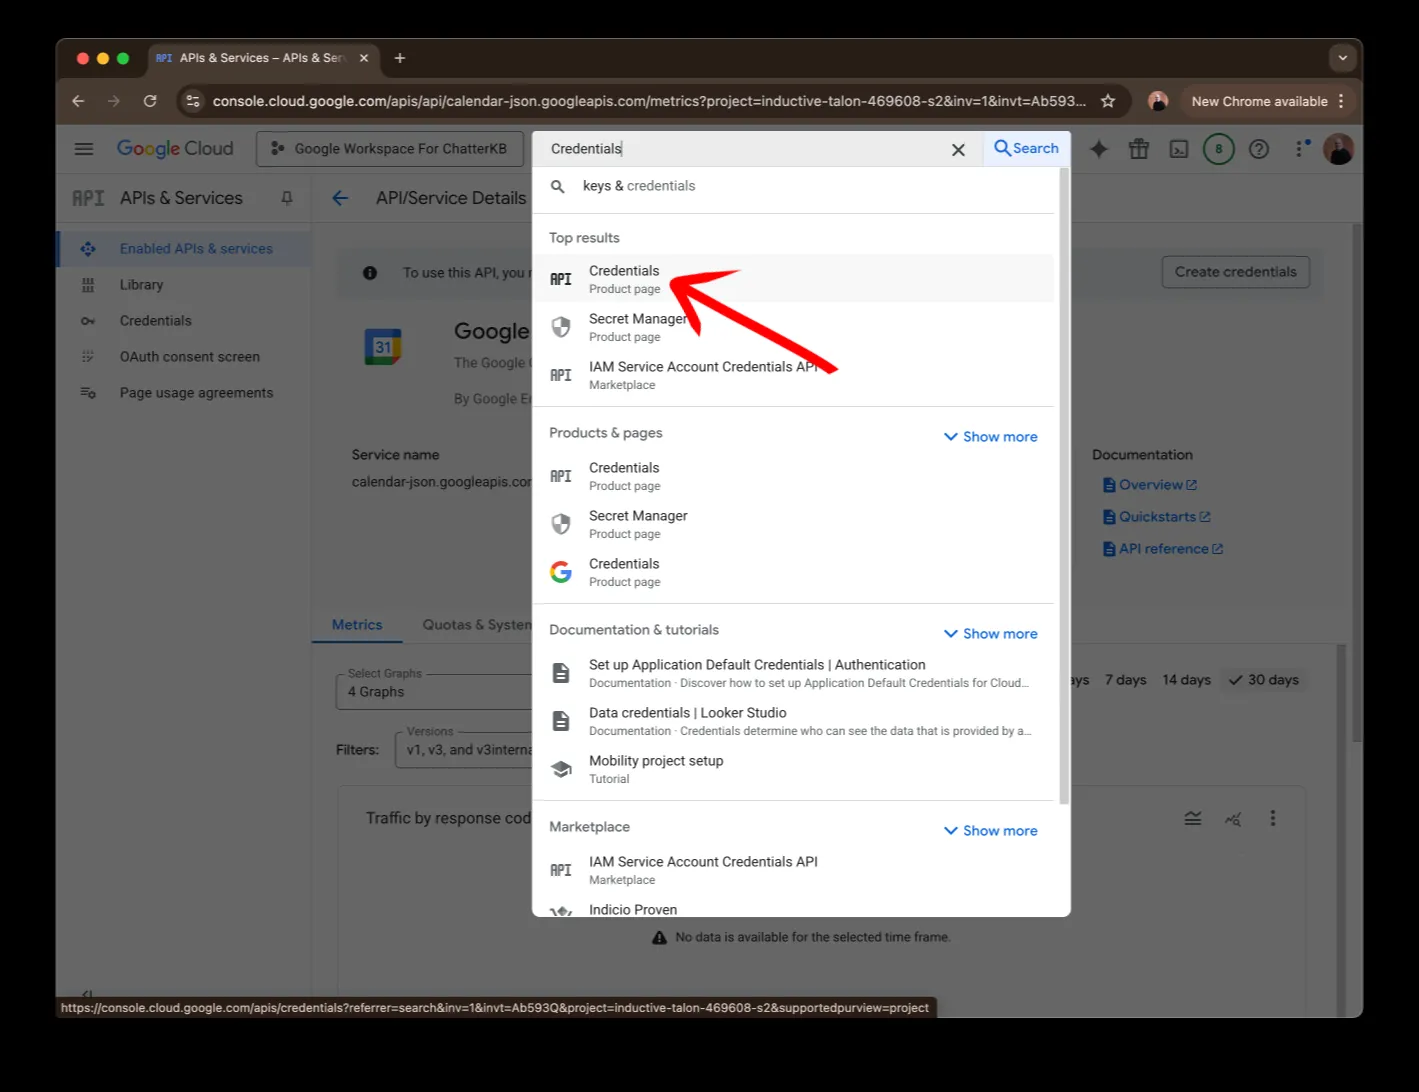 API APIs & Services – APIs & Ser
console.cloud.google.com/apis/api/calendar-json.googleapis.com/metrics?project=inductive-talon-469608-s2&inv=1&invt=Ab593...
New Chrome available
Google Cloud
Google Workspace For ChatterKB
Credentials
Search
8
API APIs & Services
API/Service Details
keys & credentials
Enabled APIs & services
Library
Credentials
OAuth consent screen
Page usage agreements
To use this API, you
Create credentials
31
Google
The Google
By Google
Service name
calendar-json.googleapis.com
Documentation
Overview
Quickstarts
API reference
Top results
API Credentials
Product page
Secret Manager
Product page
API IAM Service Account Credentials API
Marketplace
Products & pages
Show more
API Credentials
Product page
Secret Manager
Product page
G Credentials
Product page
Documentation & tutorials
Show more
Set up Application Default Credentials | Authentication
Documentation · Discover how to set up Application Default Credentials for Cloud...
Data credentials | Looker Studio
Documentation · Credentials determine who can see the data that is provided by a...
Mobility project setup
Tutorial
Marketplace
Show more
API IAM Service Account Credentials API
Marketplace
Indicio Proven
Metrics
Quotas & System
Select Graphs
4 Graphs
ays
7 days
14 days
30 days
Filters:
Versions
v1, v3, and v3interna
Traffic by response cod
No data is available for the selected time frame.
https://console.cloud.google.com/apis/credentials?referrer=search&inv=1&invt=Ab593Q&project=inductive-talon-469608-s2&supportedpurview=project